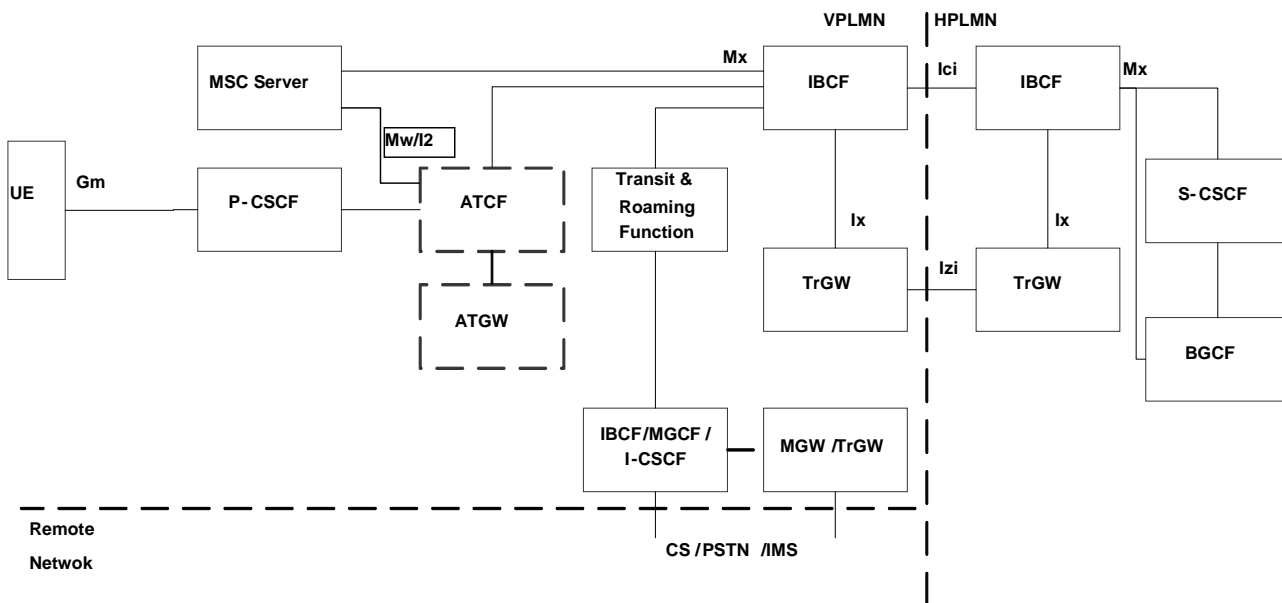 VPLMN
HPLMN
MSC Server
Mx
IBCF
Ici
IBCF
Mx
Mw/I2
UE
Gm
P- CSCF
ATCF
Transit &
Roaming
Function
S- CSCF
Ix
Ix
TrGW
Izi
TrGW
ATGW
BGCF
IBCF/MGCF /
I-CSCF
MGW /TrGW
Remote
Netwok
CS /PSTN /IMS